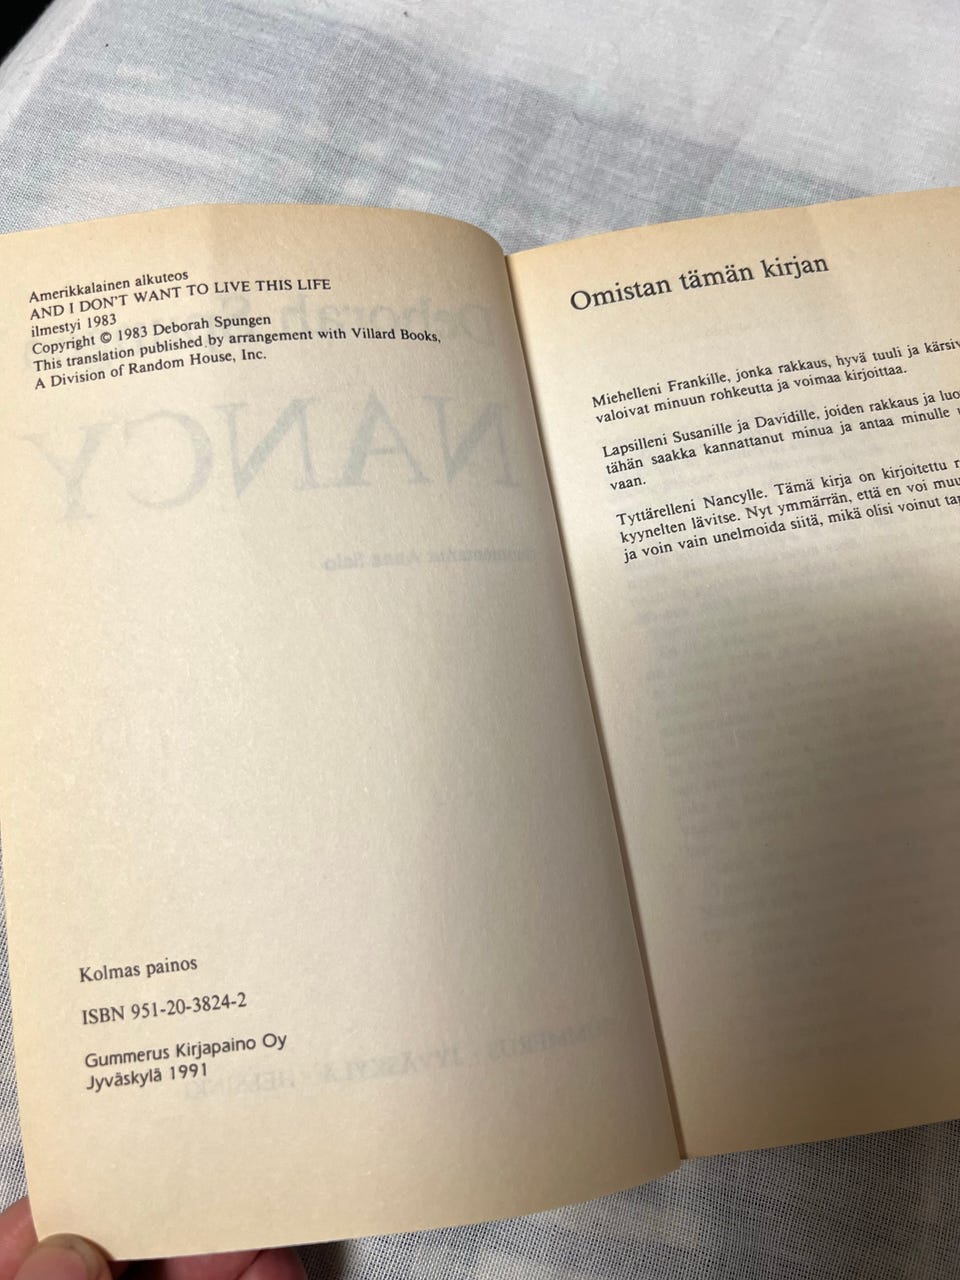 Amerikkalainen alkuteos
AND I DON'T WANT TO LIVE THIS LIFE
ilmestyi 1983
Copyright © 1983 Deborah Spungen
This translation published by arrangement with Villard Books,
A Division of Random House, Inc.
NANCY
Kolmas painos
ISBN 951-20-3824-2
Gummerus Kirjapaino Oy
Jyväskylä 1991
Omistan tämän kirjan
Miehelleni Frankille, jonka rakkaus, hyvä tuuli ja
valoivat minuun rohkeutta ja voimaa kirjoittaa.
Lapsilleni Susanille ja Davidille, joiden rakkaus ja
tähän saakka kannattanut minua ja antaa minulle
vaan.
Tyttärelleni Nancylle. Tämä kirja on kirjoitettu
kyynelten lävitse. Nyt ymmärrän, että en voi
ja voin vain unelmoida siitä, mikä olisi voinut